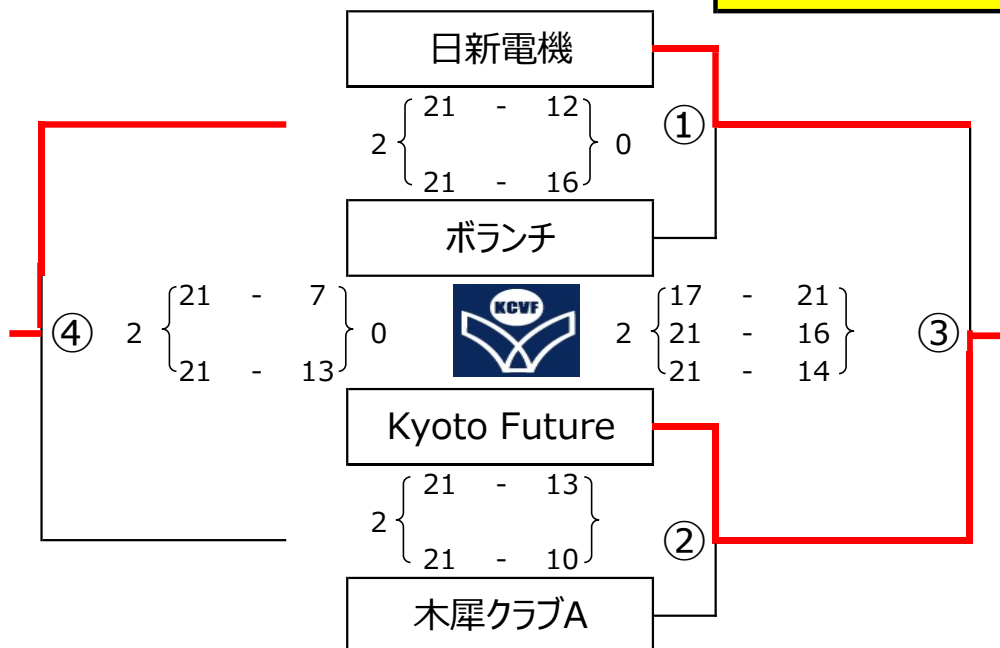 日新電機
21 - 12
2 0 ①
21 - 16
ボランチ
21 - 7 KCVF 17 - 21
④ 2 0 2 21 - 16 ③
21 - 13 21 - 14
Kyoto Future
21 - 13
2 ②
21 - 10
木犀クラブA